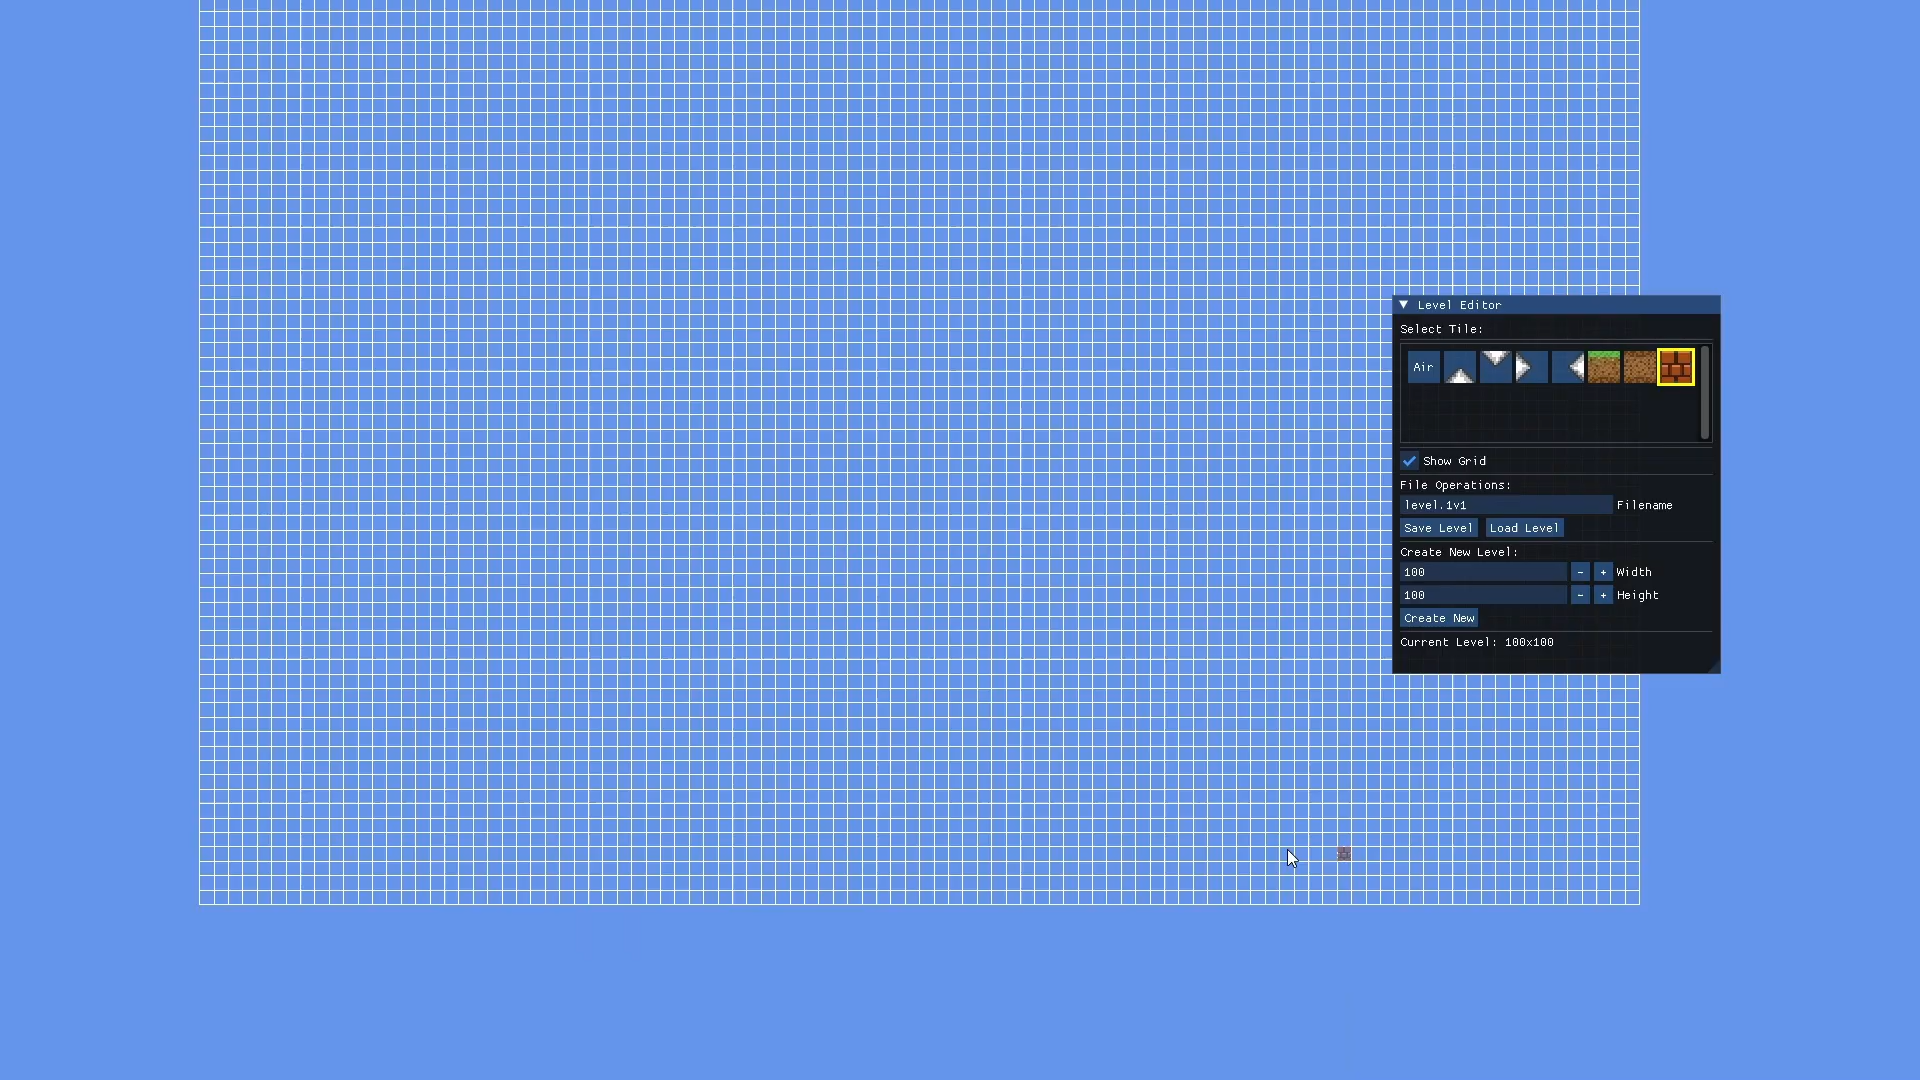 Level Editor
Select Tile:
Air
Show Grid
File Operations:
level.lvl Filename
Save Level Load Level
Create New Level:
100 - + Width
100 - + Height
Create New
Current Level: 100x100